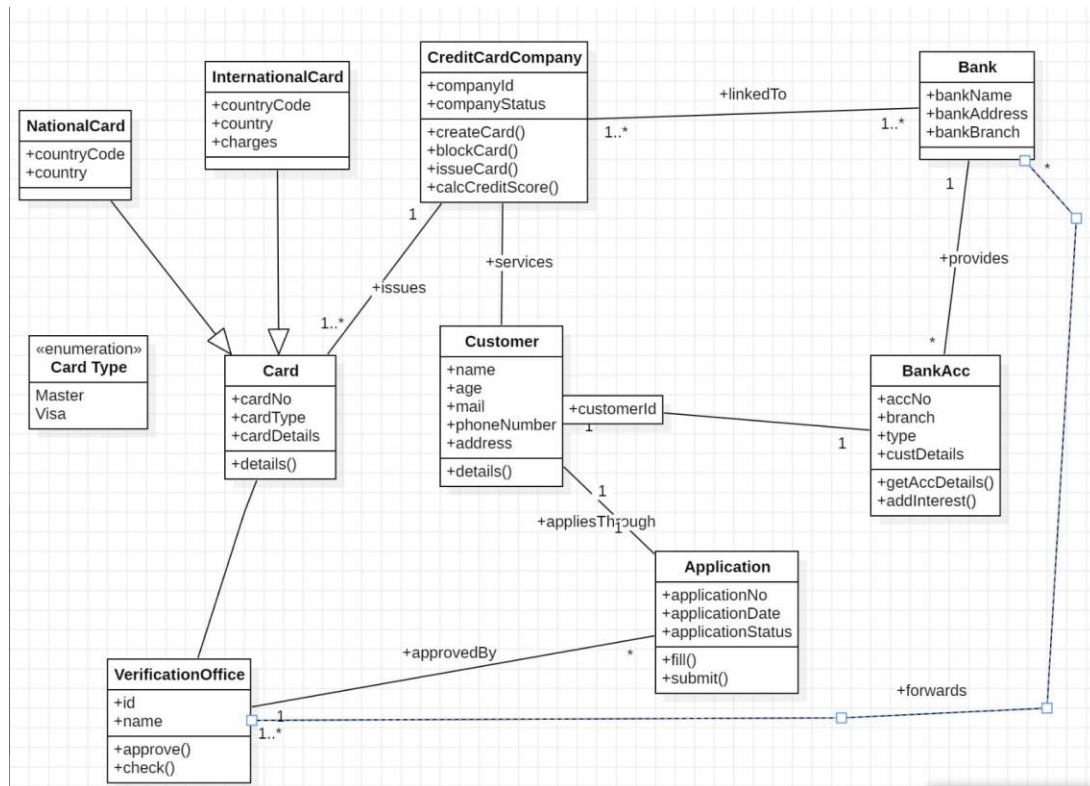 CreditCardCompany
+companyId
+companyStatus
+createCard()
+blockCard()
+issueCard()
+calcCreditScore()
Bank
+bankName
+bankAddress
+bankBranch
InternationalCard
+countryCode
+country
+charges
NationalCard
+countryCode
+country
+linkedTo
1..*
1..*
*
1
1
+services
+provides
+issues
1..*
*
«enumeration»
Card Type
Master
Visa
Card
+cardNo
+cardType
+cardDetails
+details()
Customer
+name
+age
+mail
+phoneNumber
+address
+details()
+customerId
1
1
BankAcc
+accNo
+branch
+type
+custDetails
+getAccDetails()
+addInterest()
1
+appliesThrough
1
Application
+applicationNo
+applicationDate
+applicationStatus
+fill()
+submit()
+approvedBy
*
VerificationOffice
+id
+name
+approve()
+check()
1
1..*
+forwards